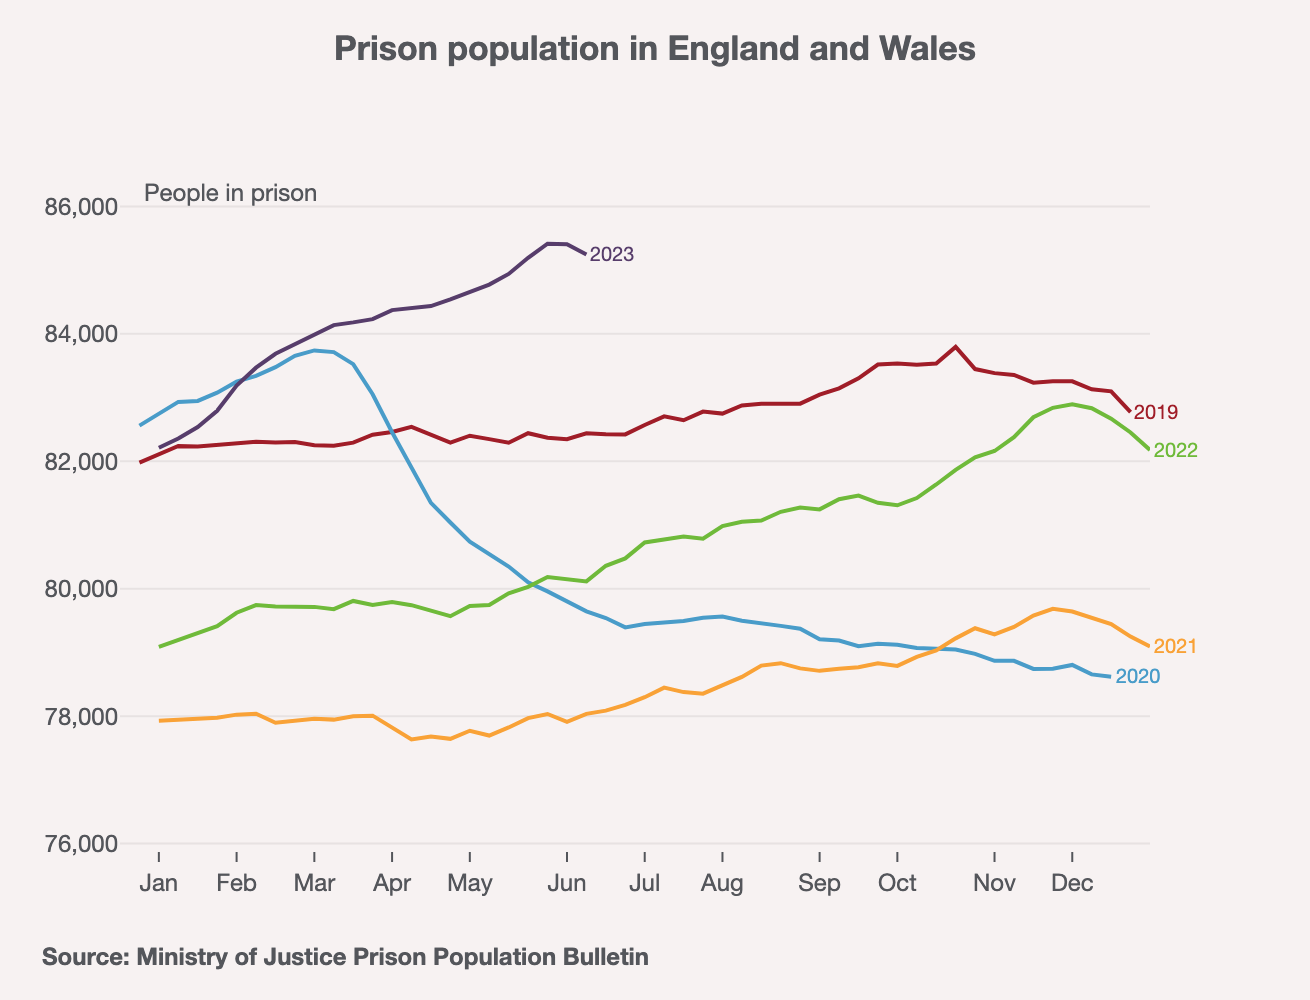 Prison population in England and Wales
People in prison
86,000
2023
84,000
2019
2022
82,000
80,000
2021
2020
78,000
76,000
Jan Feb Mar Apr May Jun Jul Aug Sep Oct Nov Dec
Source: Ministry of Justice Prison Population Bulletin